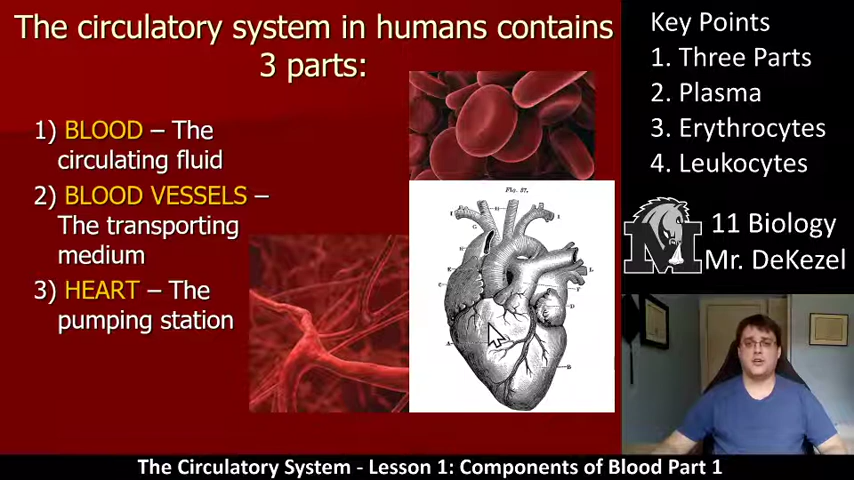 The circulatory system in humans contains
3 parts:
1) BLOOD – The
circulating fluid
2) BLOOD VESSELS –
The transporting
medium
3) HEART – The
pumping station
Fig. 37.
Key Points
1. Three Parts
2. Plasma
3. Erythrocytes
4. Leukocytes
M
11 Biology
Mr. DeKezel
The Circulatory System - Lesson 1: Components of Blood Part 1